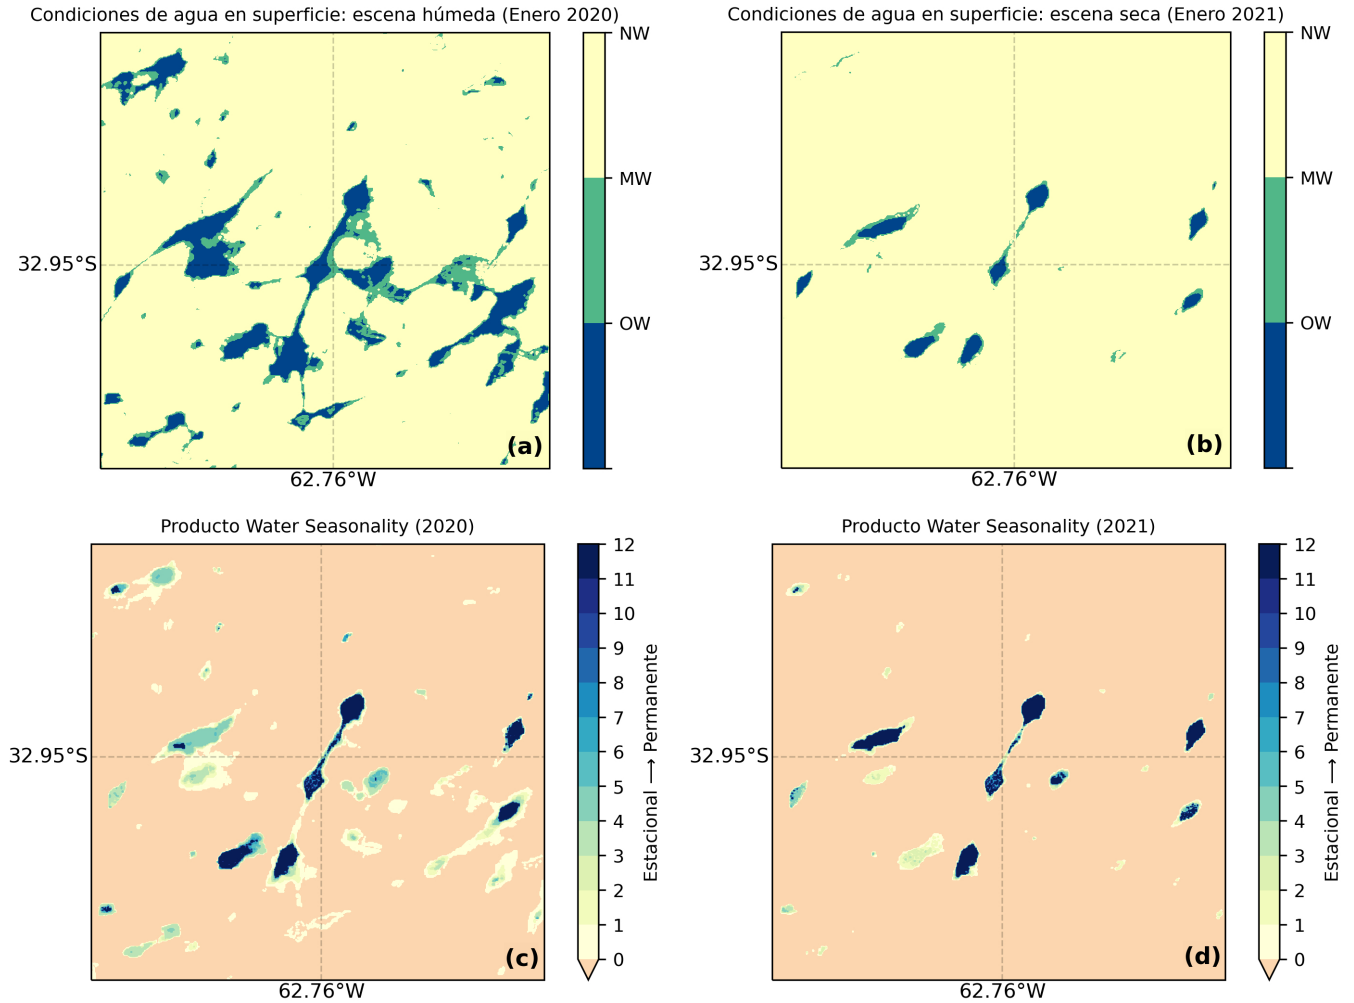 Condiciones de agua en superficie: escena húmeda (Enero 2020)
NW
MW
OW
32.95°S
62.76°W
(a)
Condiciones de agua en superficie: escena seca (Enero 2021)
NW
MW
OW
32.95°S
62.76°W
(b)
Producto Water Seasonality (2020)
12
11
10
9
8
7
6
5
4
3
2
1
0
Estacional ⟶ Permanente
32.95°S
62.76°W
(c)
Producto Water Seasonality (2021)
12
11
10
9
8
7
6
5
4
3
2
1
0
Estacional ⟶ Permanente
32.95°S
62.76°W
(d)